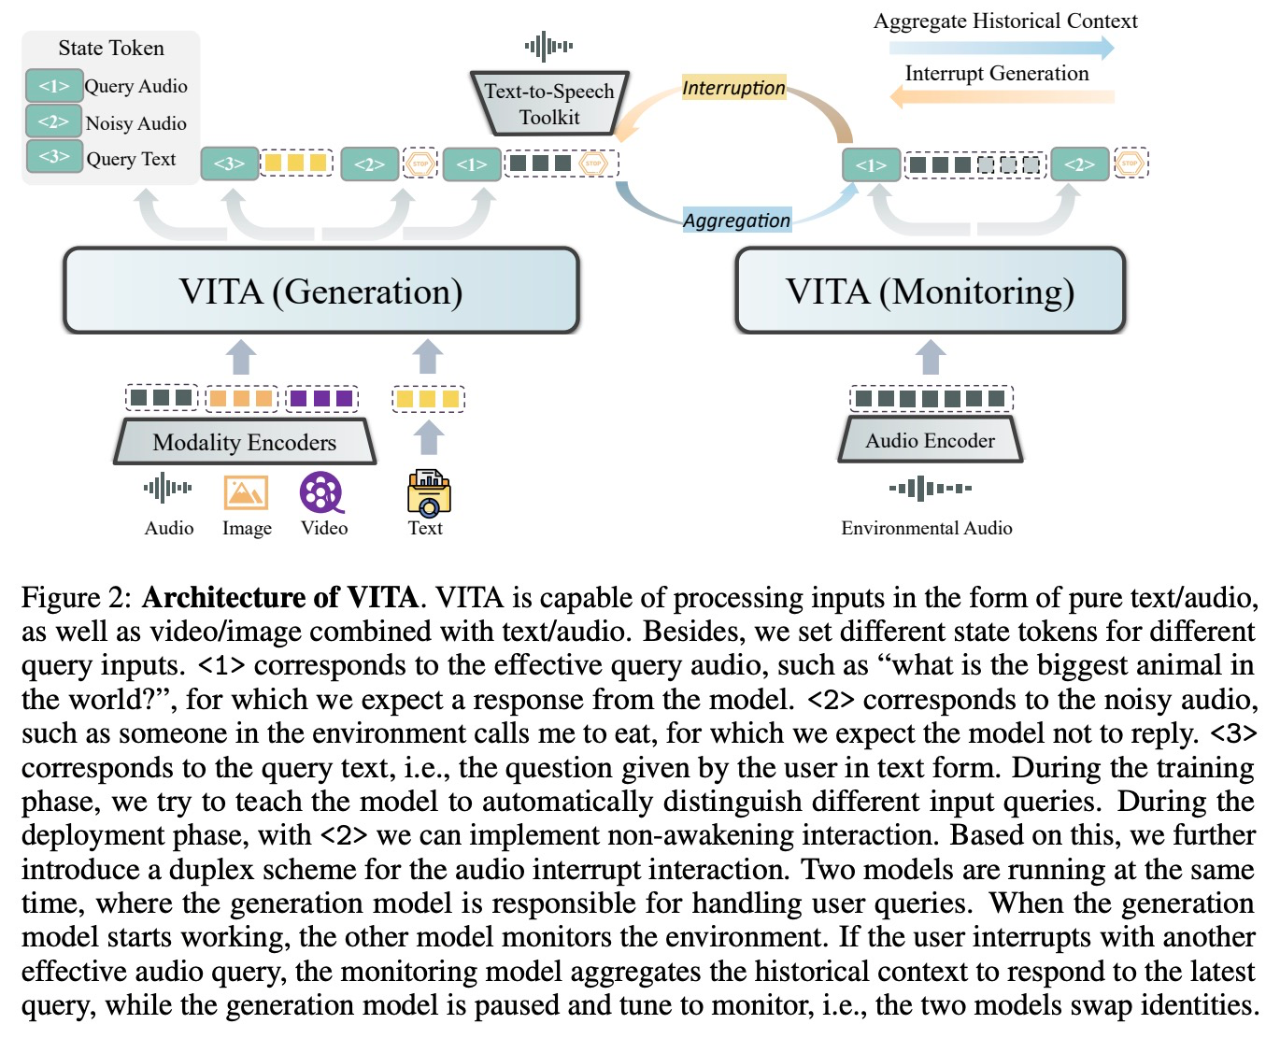 Aggregate Historical Context
Interrupt Generation
State Token
<1> Query Audio
<2> Noisy Audio
<3> Query Text
Text-to-Speech
Toolkit
Interruption
<3> <2> STOP <1> STOP
<1> <2> STOP
Aggregation
VITA (Generation)
VITA (Monitoring)
Modality Encoders
Audio Encoder
Audio Image Video Text
Environmental Audio
Figure 2: Architecture of VITA. VITA is capable of processing inputs in the form of pure text/audio,
as well as video/image combined with text/audio. Besides, we set different state tokens for different
query inputs. <1> corresponds to the effective query audio, such as “what is the biggest animal in
the world?”, for which we expect a response from the model. <2> corresponds to the noisy audio,
such as someone in the environment calls me to eat, for which we expect the model not to reply. <3>
corresponds to the query text, i.e., the question given by the user in text form. During the training
phase, we try to teach the model to automatically distinguish different input queries. During the
deployment phase, with <2> we can implement non-awakening interaction. Based on this, we further
introduce a duplex scheme for the audio interrupt interaction. Two models are running at the same
time, where the generation model is responsible for handling user queries. When the generation
model starts working, the other model monitors the environment. If the user interrupts with another
effective audio query, the monitoring model aggregates the historical context to respond to the latest
query, while the generation model is paused and tune to monitor, i.e., the two models swap identities.